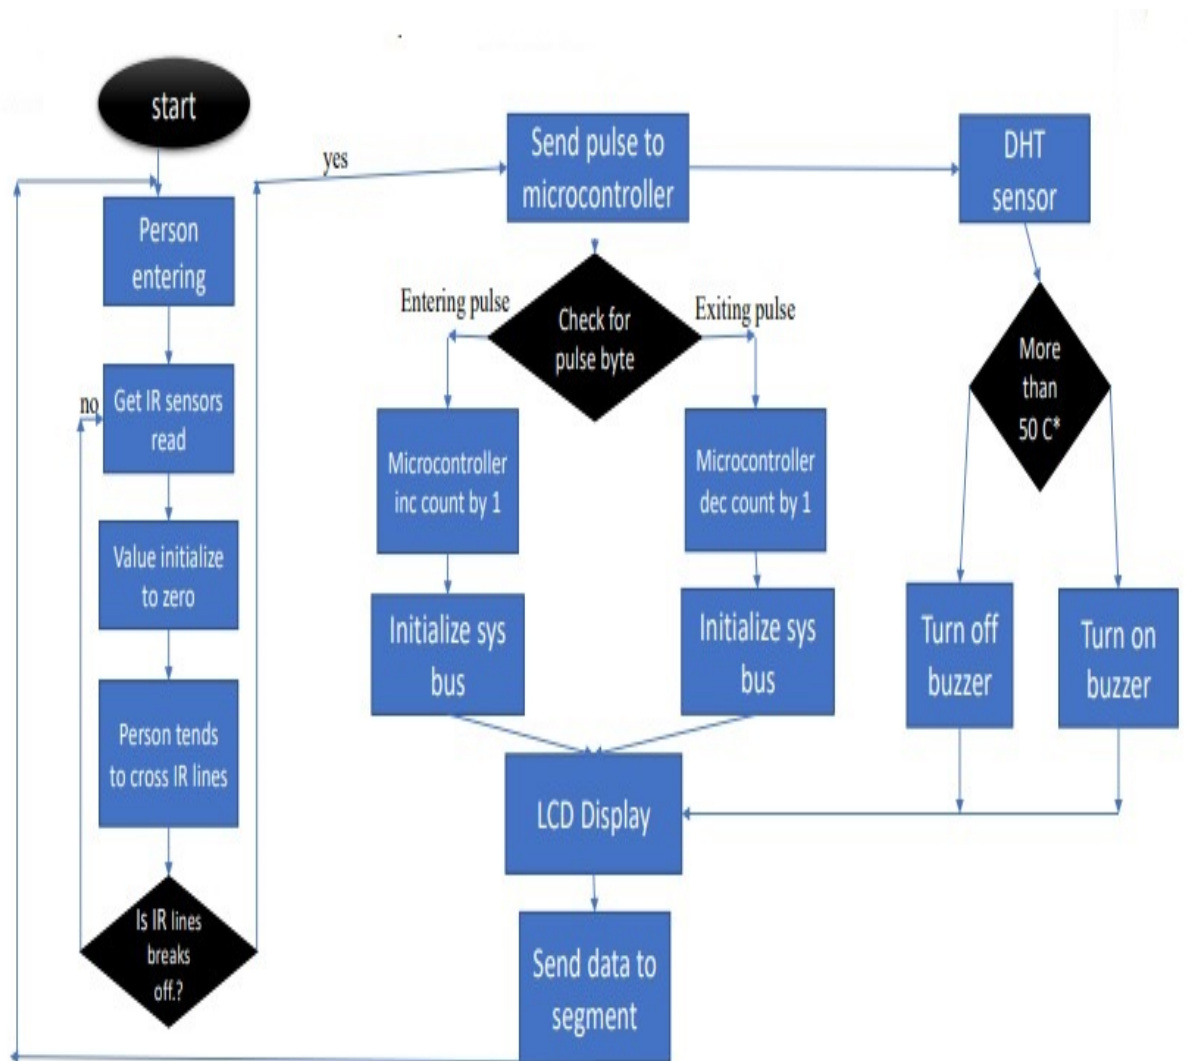 start
Person
entering
Get IR sensors
read
no
Value initialize
to zero
Person tends
to cross IR lines
Is IR lines
breaks
off.?
yes
Send pulse to
microcontroller
Check for
pulse byte
Entering pulse
Exiting pulse
Microcontroller
inc count by 1
Initialize sys
bus
Microcontroller
dec count by 1
Initialize sys
bus
DHT
sensor
More
than
50 C*
Turn off
buzzer
Turn on
buzzer
LCD Display
Send data to
segment